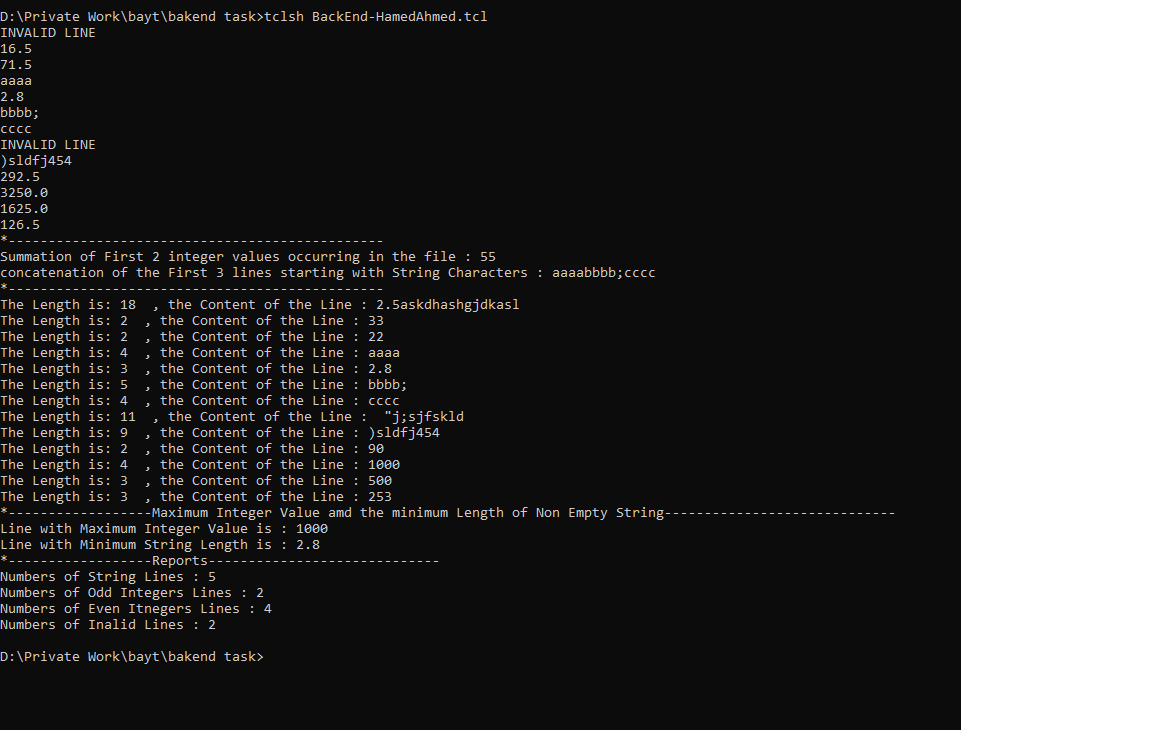 D:\Private Work\bayt\bakend task>tclsh BackEnd-HamedAhmed.tcl
INVALID LINE
16.5
71.5
aaaa
2.8
bbbb;
cccc
INVALID LINE
)sldfj454
292.5
3250.0
1625.0
126.5
*-----------------------------------------------
Summation of First 2 integer values occurring in the file : 55
concatenation of the First 3 lines starting with String Characters : aaaabbbb;cccc
*-----------------------------------------------
The Length is: 18  , the Content of the Line : 2.5askdhashgjdkasl
The Length is: 2  , the Content of the Line : 33
The Length is: 2  , the Content of the Line : 22
The Length is: 4  , the Content of the Line : aaaa
The Length is: 3  , the Content of the Line : 2.8
The Length is: 5  , the Content of the Line : bbbb;
The Length is: 4  , the Content of the Line : cccc
The Length is: 11  , the Content of the Line :  "j;sjfskld
The Length is: 9  , the Content of the Line : )sldfj454
The Length is: 2  , the Content of the Line : 90
The Length is: 4  , the Content of the Line : 1000
The Length is: 3  , the Content of the Line : 500
The Length is: 3  , the Content of the Line : 253
*------------------Maximum Integer Value amd the minimum Length of Non Empty String-----------------------------
Line with Maximum Integer Value is : 1000
Line with Minimum String Length is : 2.8
*------------------Reports-----------------------------
Numbers of String Lines : 5
Numbers of Odd Integers Lines : 2
Numbers of Even Itnegers Lines : 4
Numbers of Inalid Lines : 2
D:\Private Work\bayt\bakend task>